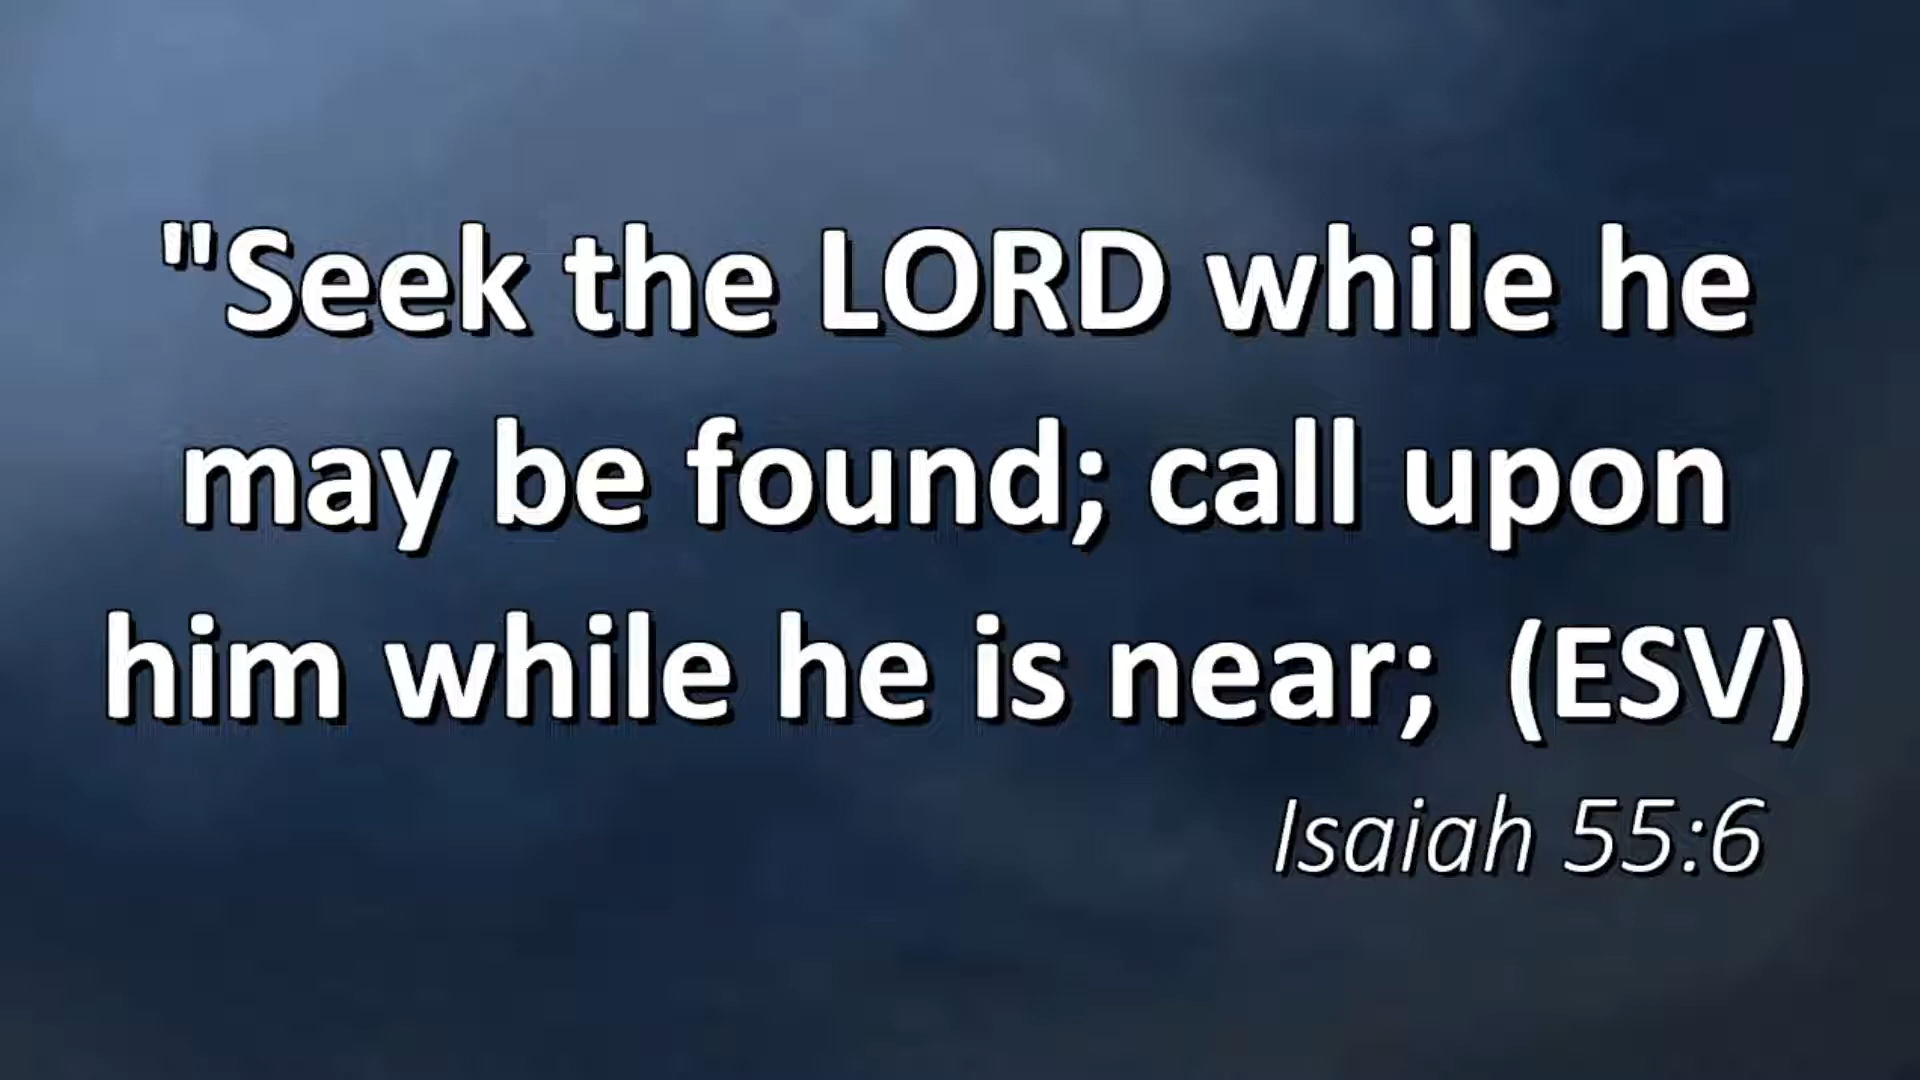 "Seek the LORD while he
may be found; call upon
him while he is near;  (ESV)
Isaiah 55:6